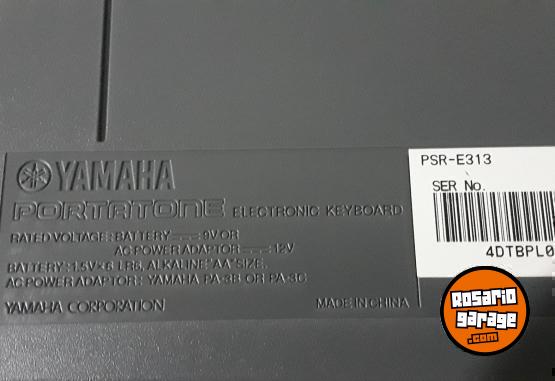 YAMAHA
PORTATONE ELECTRONIC KEYBOARD
RATED VOLTAGE: BATTERY 9V OR
AC POWER ADAPTOR 12V
BATTERY: 1.5V×6 LR6, ALKALINE "AA" SIZE.
AC POWER ADAPTOR: YAMAHA PA-3B OR PA-3C
YAMAHA CORPORATION MADE IN CHINA
PSR-E313
SER No.
4DTBPL0
Rosario
garage
.com